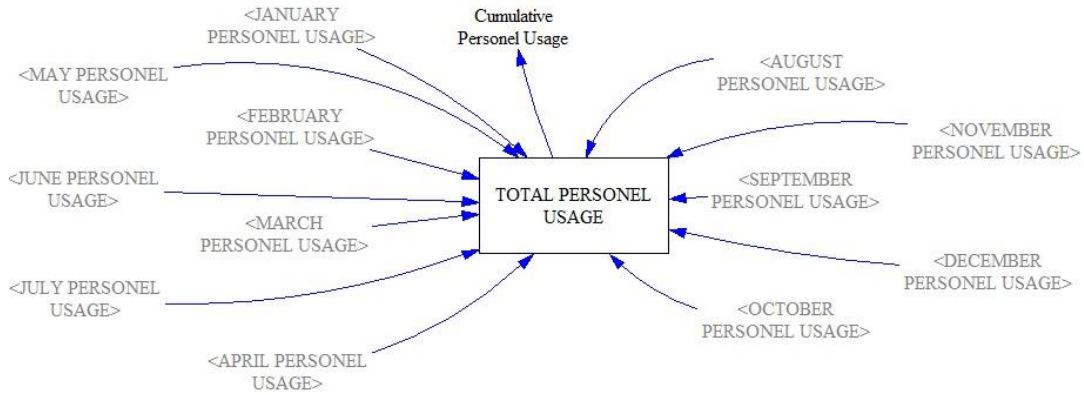 <JANUARY
PERSONEL USAGE>
Cumulative
Personel Usage
<MAY PERSONEL
USAGE>
<AUGUST
PERSONEL USAGE>
<FEBRUARY
PERSONEL USAGE>
<NOVEMBER
PERSONEL USAGE>
<JUNE PERSONEL
USAGE>
TOTAL PERSONEL
USAGE
<SEPTEMBER
PERSONEL USAGE>
<MARCH
PERSONEL USAGE>
<DECEMBER
PERSONEL USAGE>
<JULY PERSONEL
USAGE>
<OCTOBER
PERSONEL USAGE>
<APRIL PERSONEL
USAGE>